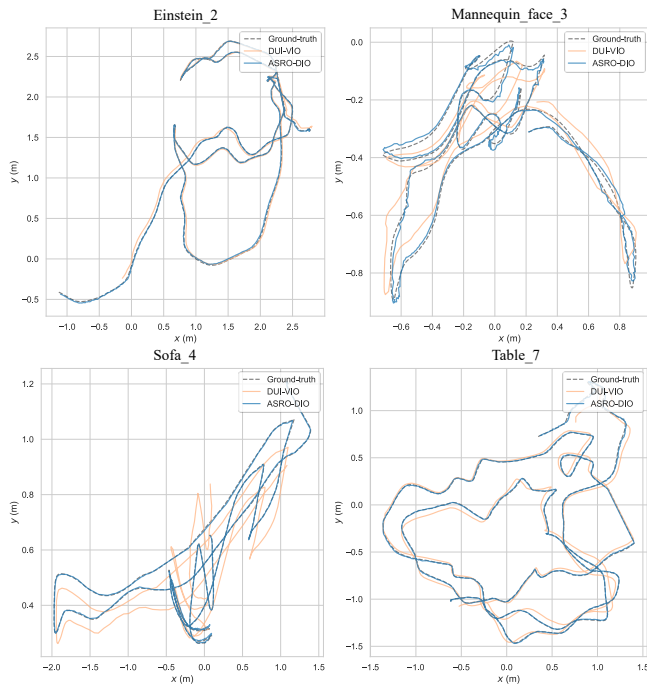 Einstein_2
Ground-truth
DUI-VIO
ASRO-DIO
2.5
2.0
1.5
1.0
0.5
0.0
−0.5
y (m)
−1.0 −0.5 0.0 0.5 1.0 1.5 2.0 2.5
x (m)
Mannequin_face_3
Ground-truth
DUI-VIO
ASRO-DIO
0.0
−0.2
−0.4
−0.6
−0.8
y (m)
−0.6 −0.4 −0.2 0.0 0.2 0.4 0.6 0.8
x (m)
Sofa_4
Ground-truth
DUI-VIO
ASRO-DIO
1.2
1.0
0.8
0.6
0.4
y (m)
−2.0 −1.5 −1.0 −0.5 0.0 0.5 1.0 1.5
x (m)
Table_7
Ground-truth
DUI-VIO
ASRO-DIO
1.0
0.5
0.0
−0.5
−1.0
−1.5
y (m)
−1.5 −1.0 −0.5 0.0 0.5 1.0 1.5
x (m)